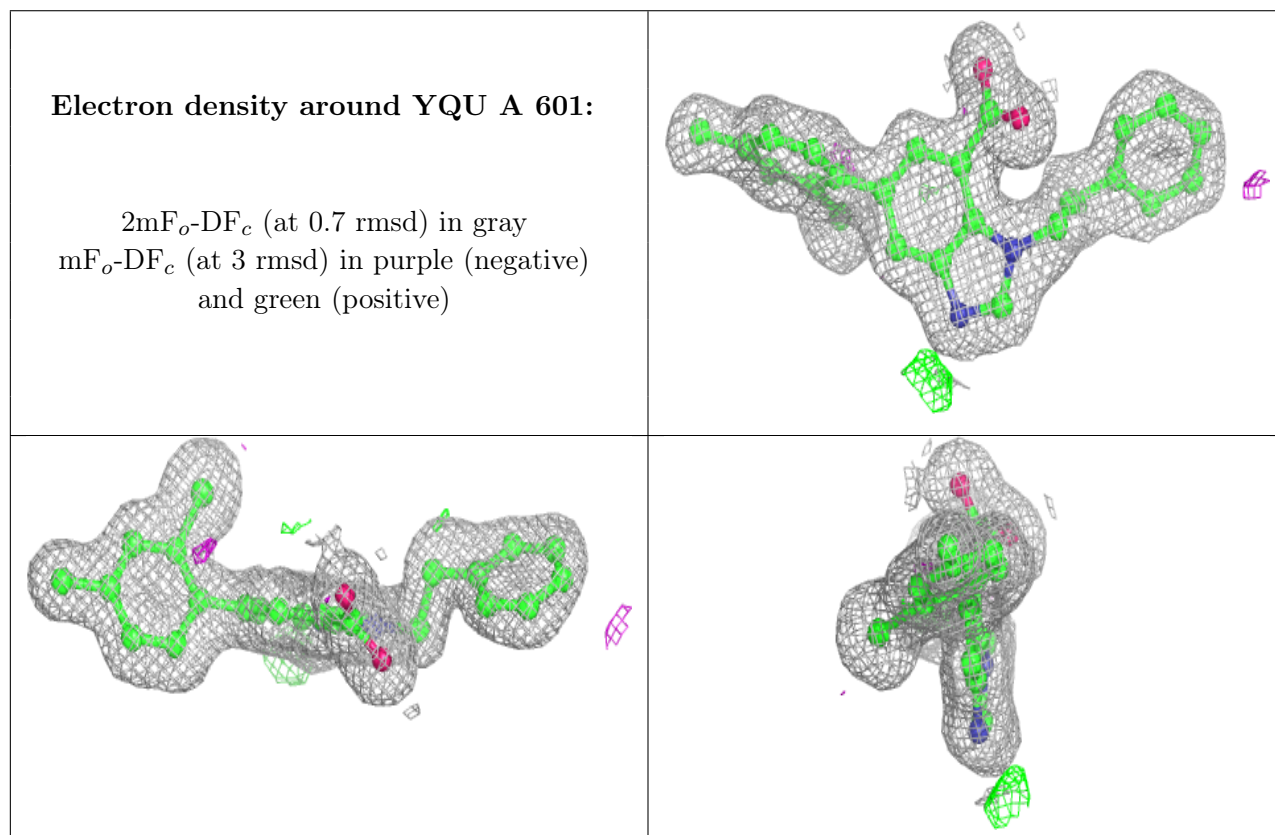 Electron density around YQU A 601:
2mFₒ-DF𝒸 (at 0.7 rmsd) in gray
mFₒ-DF𝒸 (at 3 rmsd) in purple (negative)
and green (positive)